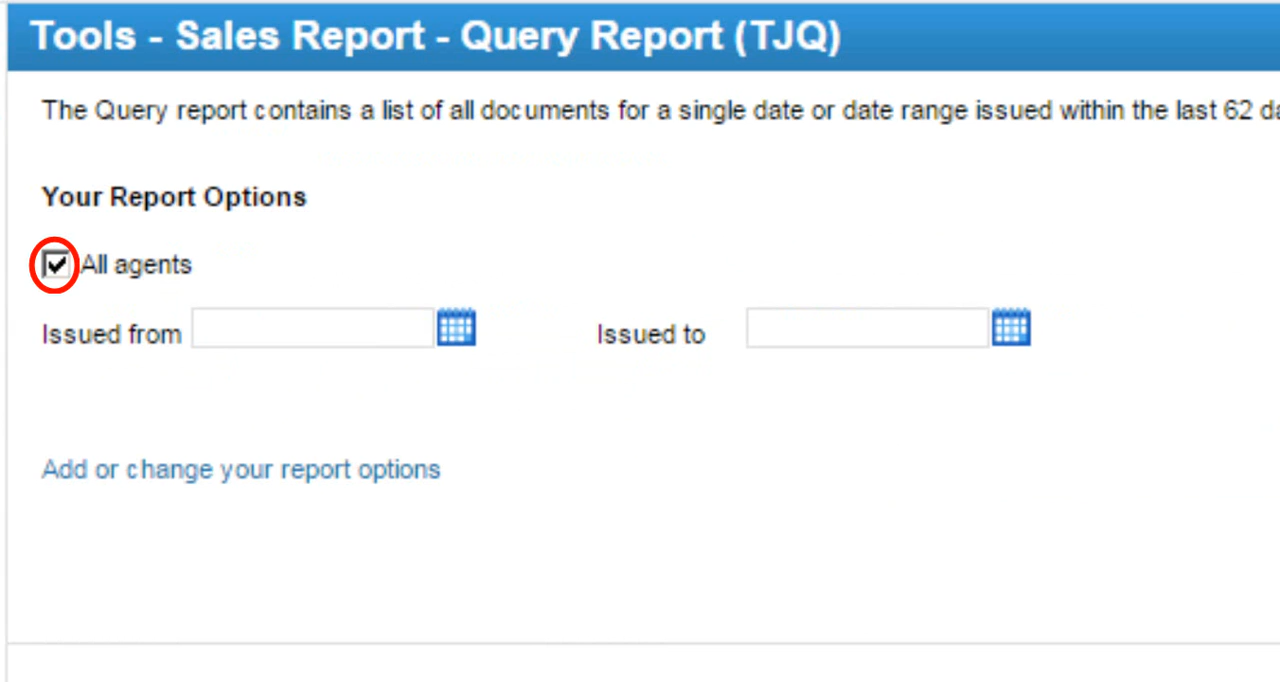 Tools - Sales Report - Query Report (TJQ)
The Query report contains a list of all documents for a single date or date range issued within the last 62 da
Your Report Options
All agents
Issued from Issued to
Add or change your report options